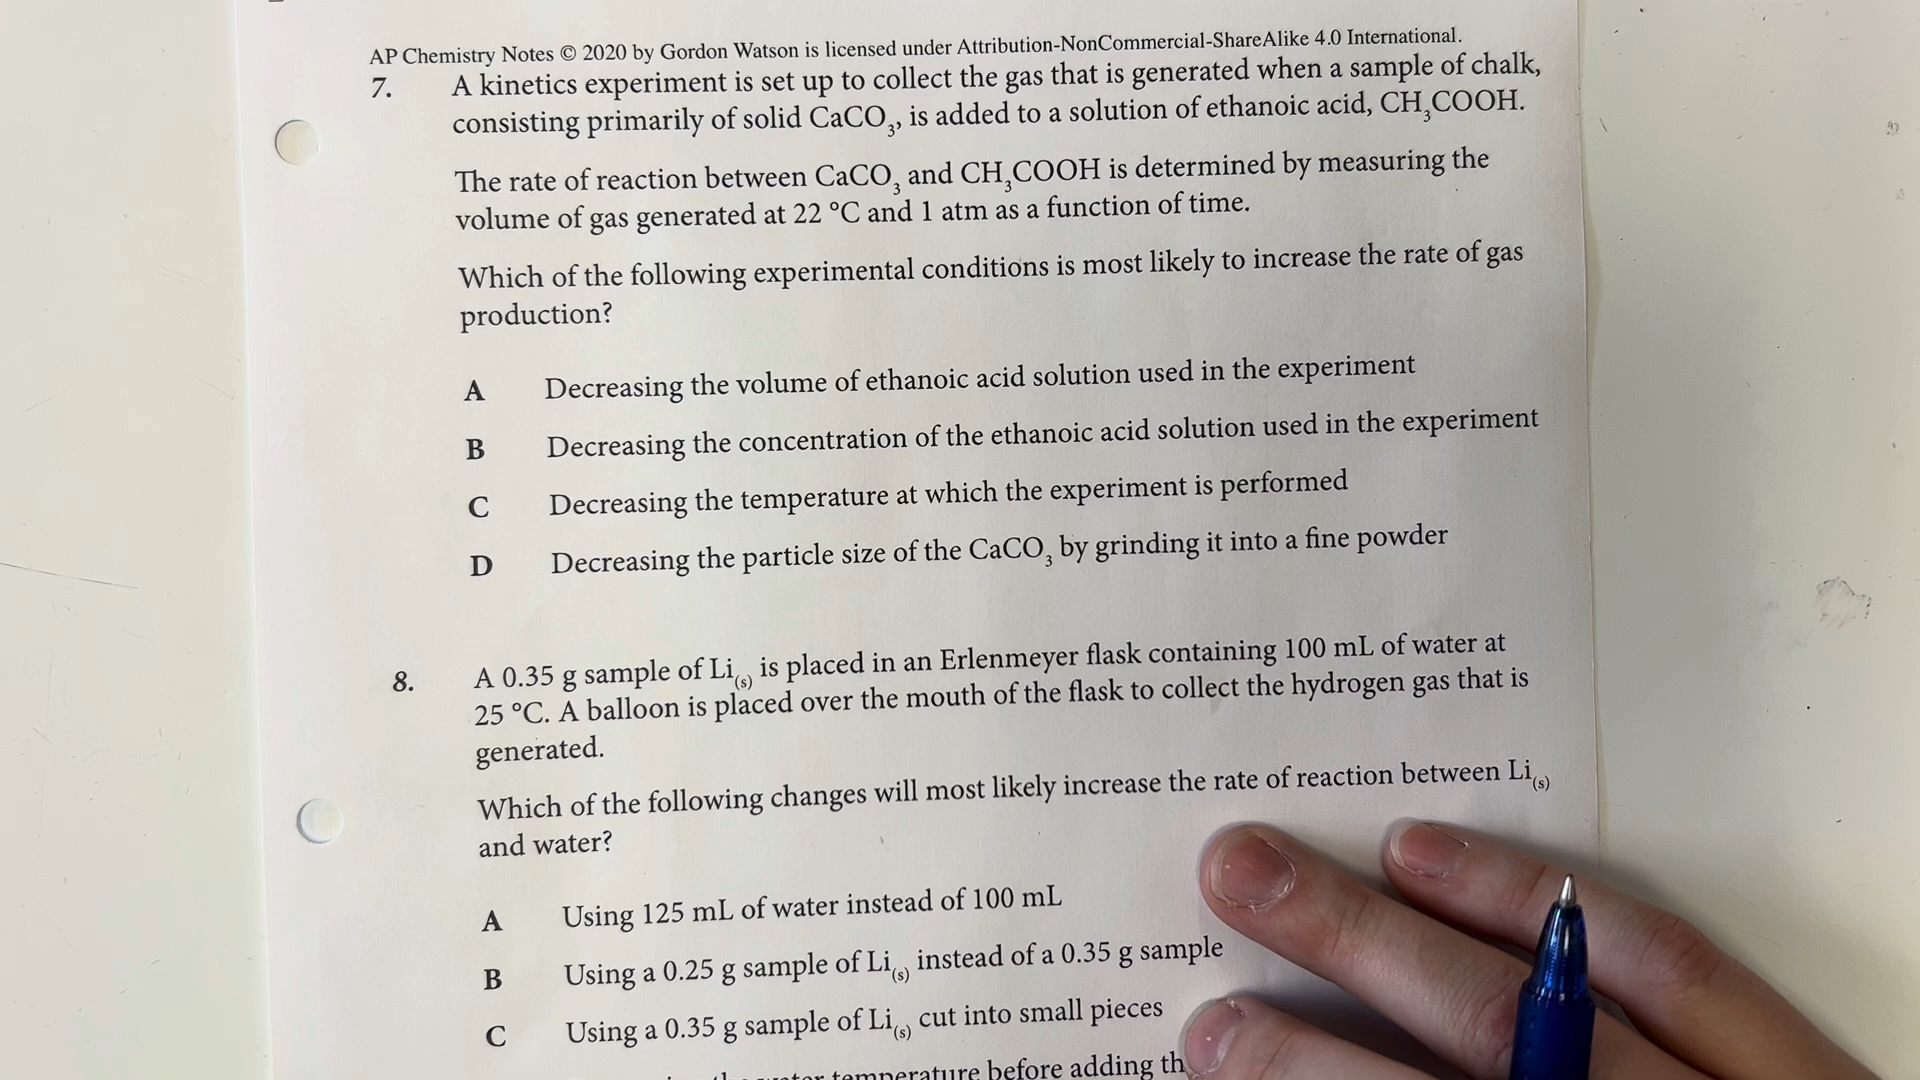 AP Chemistry Notes © 2020 by Gordon Watson is licensed under Attribution-NonCommercial-ShareAlike 4.0 International.
7. A kinetics experiment is set up to collect the gas that is generated when a sample of chalk,
consisting primarily of solid CaCO₃, is added to a solution of ethanoic acid, CH₃COOH.
The rate of reaction between CaCO₃ and CH₃COOH is determined by measuring the
volume of gas generated at 22 °C and 1 atm as a function of time.
Which of the following experimental conditions is most likely to increase the rate of gas
production?
A Decreasing the volume of ethanoic acid solution used in the experiment
B Decreasing the concentration of the ethanoic acid solution used in the experiment
C Decreasing the temperature at which the experiment is performed
D Decreasing the particle size of the CaCO₃ by grinding it into a fine powder
8. A 0.35 g sample of Li(s) is placed in an Erlenmeyer flask containing 100 mL of water at
25 °C. A balloon is placed over the mouth of the flask to collect the hydrogen gas that is
generated.
Which of the following changes will most likely increase the rate of reaction between Li(s)
and water?
A Using 125 mL of water instead of 100 mL
B Using a 0.25 g sample of Li(s) instead of a 0.35 g sample
C Using a 0.35 g sample of Li(s) cut into small pieces
temperature before adding